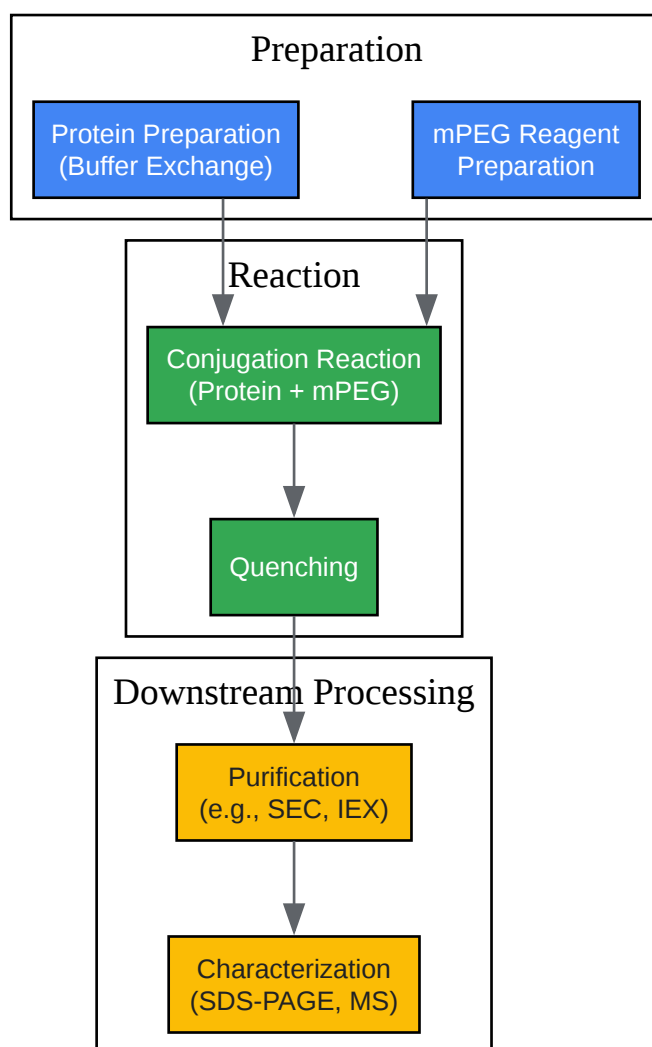 Preparation
Protein Preparation
(Buffer Exchange)
mPEG Reagent
Preparation
Reaction
Conjugation Reaction
(Protein + mPEG)
Quenching
Downstream Processing
Purification
(e.g., SEC, IEX)
Characterization
(SDS-PAGE, MS)